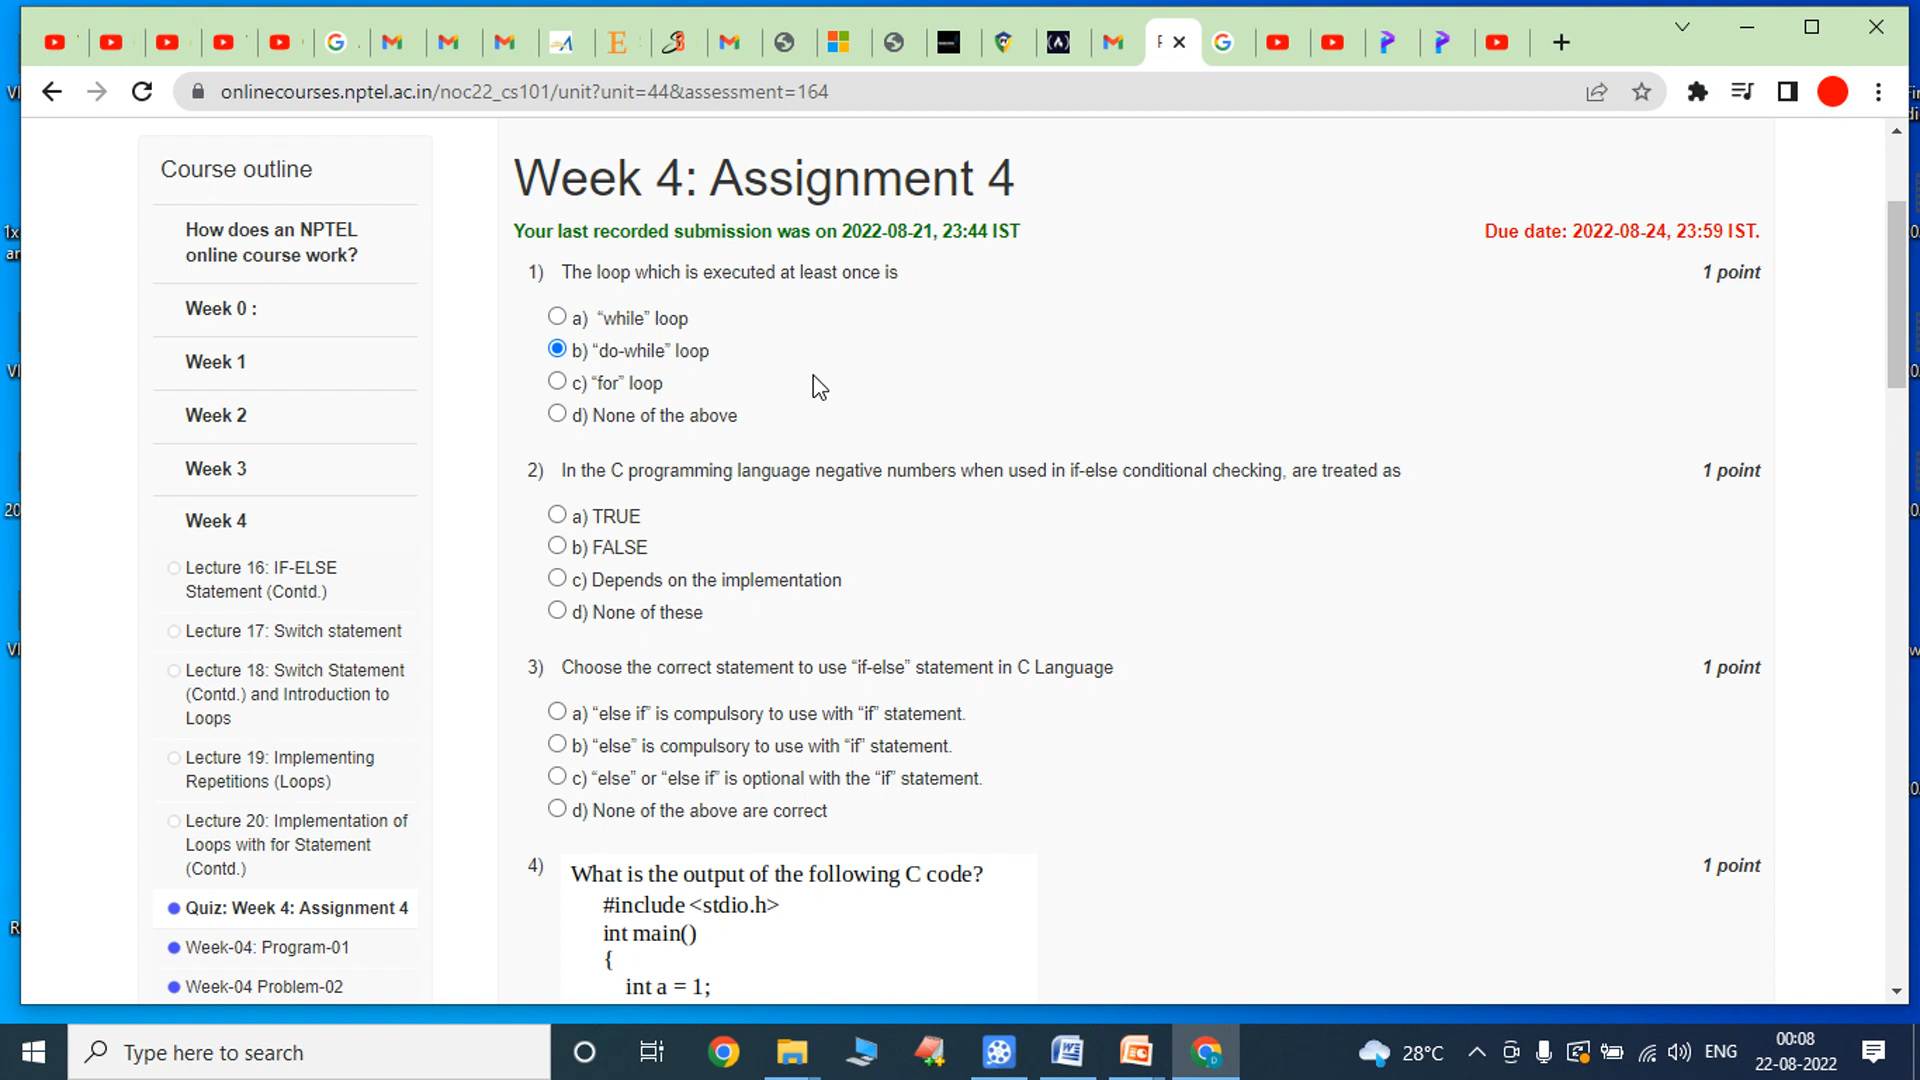 onlinecourses.nptel.ac.in/noc22_cs101/unit?unit=44&assessment=164
Course outline
How does an NPTEL
online course work?
Week 0 :
Week 1
Week 2
Week 3
Week 4
Lecture 16: IF-ELSE
Statement (Contd.)
Lecture 17: Switch statement
Lecture 18: Switch Statement
(Contd.) and Introduction to
Loops
Lecture 19: Implementing
Repetitions (Loops)
Lecture 20: Implementation of
Loops with for Statement
(Contd.)
Quiz: Week 4: Assignment 4
Week-04: Program-01
Week-04 Problem-02
Week 4: Assignment 4
Your last recorded submission was on 2022-08-21, 23:44 IST
Due date: 2022-08-24, 23:59 IST.
1) The loop which is executed at least once is
1 point
a) “while” loop
b) “do-while” loop
c) “for” loop
d) None of the above
2) In the C programming language negative numbers when used in if-else conditional checking, are treated as
1 point
a) TRUE
b) FALSE
c) Depends on the implementation
d) None of these
3) Choose the correct statement to use “if-else” statement in C Language
1 point
a) “else if” is compulsory to use with “if” statement.
b) “else” is compulsory to use with “if” statement.
c) “else” or “else if” is optional with the “if” statement.
d) None of the above are correct
4) What is the output of the following C code?
1 point
#include <stdio.h>
int main()
{
int a = 1;
Type here to search
28°C
ENG
00:08
22-08-2022